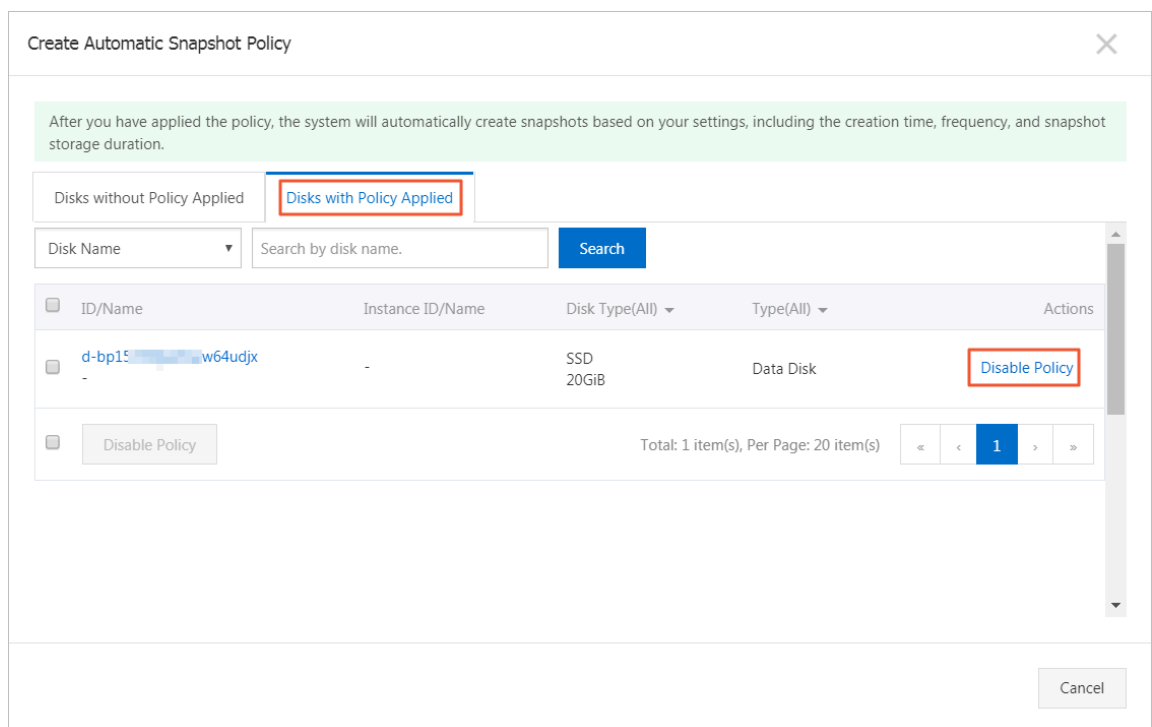 Create Automatic Snapshot Policy
After you have applied the policy, the system will automatically create snapshots based on your settings, including the creation time, frequency, and snapshot
storage duration.
Disks without Policy Applied Disks with Policy Applied
Disk Name Search by disk name. Search
ID/Name Instance ID/Name Disk Type(All) Type(All) Actions
d-bp15 w64udjx - SSD Data Disk Disable Policy
- 20GiB
Disable Policy Total: 1 item(s), Per Page: 20 item(s) « ‹ 1 › »
Cancel